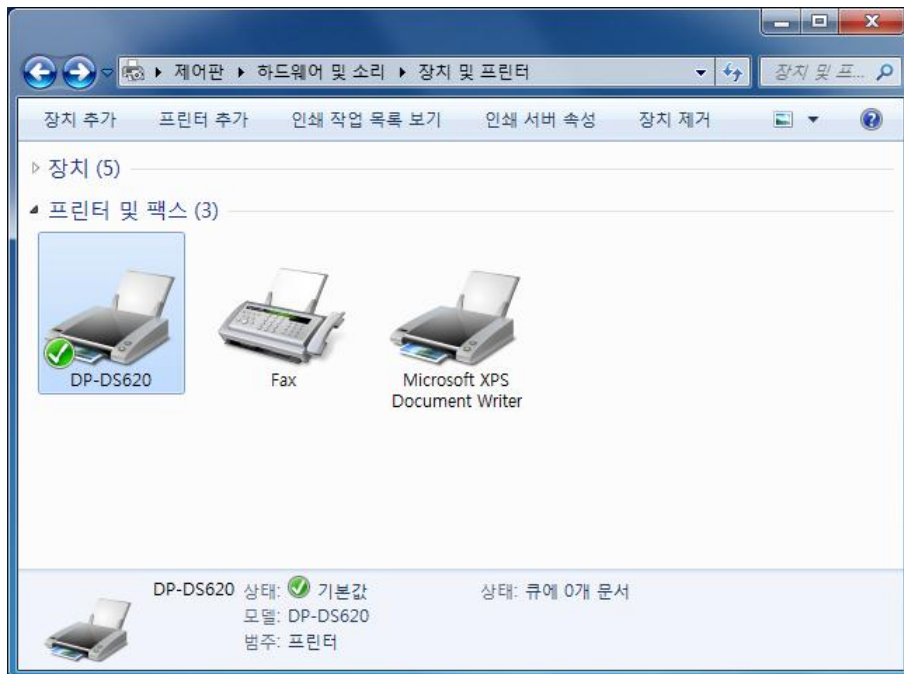 제어판 ▸ 하드웨어 및 소리 ▸ 장치 및 프린터
장치 및 프...
장치 추가 프린터 추가 인쇄 작업 목록 보기 인쇄 서버 속성 장치 제거
장치 (5)
프린터 및 팩스 (3)
DP-DS620
Fax
Microsoft XPS
Document Writer
DP-DS620 상태: 기본값 상태: 큐에 0개 문서
모델: DP-DS620
범주: 프린터